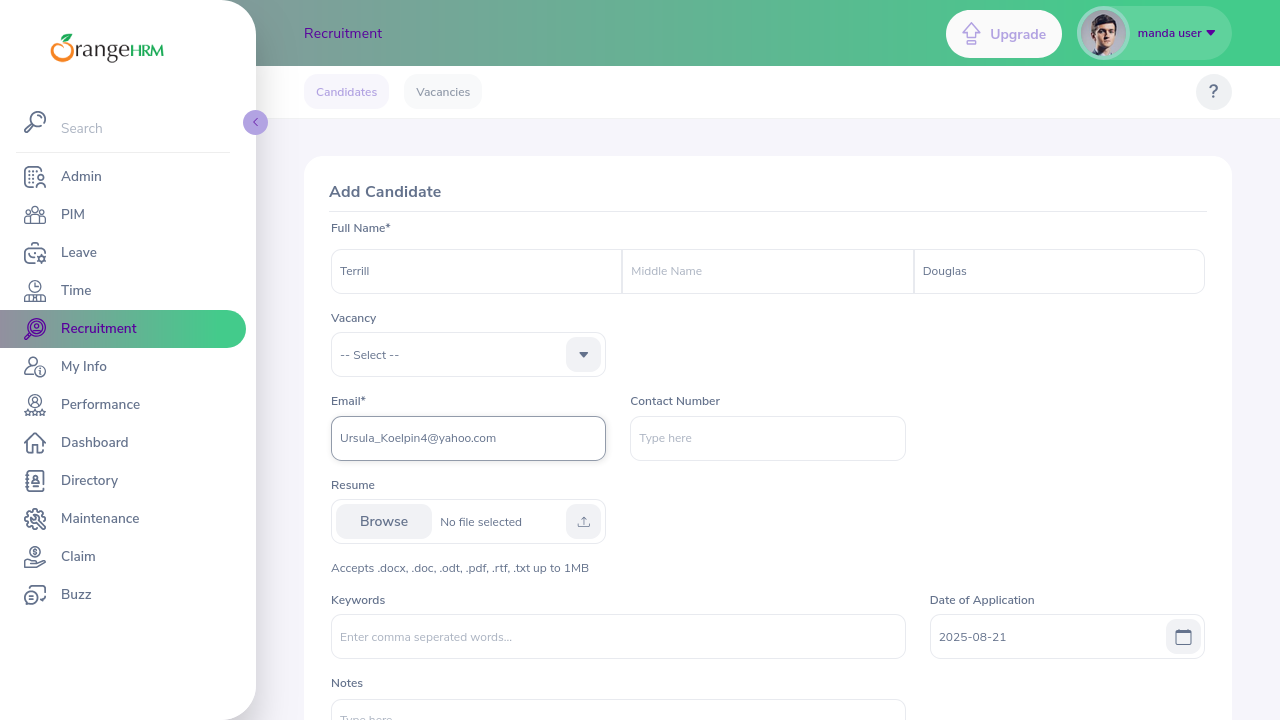 OrangeHRM
Search
Admin
PIM
Leave
Time
Recruitment
My Info
Performance
Dashboard
Directory
Maintenance
Claim
Buzz
Recruitment
Upgrade
manda user
Candidates
Vacancies
?
Add Candidate
Full Name*
Terrill
Middle Name
Douglas
Vacancy
-- Select --
Email*
Contact Number
Ursula_Koelpin4@yahoo.com
Type here
Resume
Browse
No file selected
Accepts .docx, .doc, .odt, .pdf, .rtf, .txt up to 1MB
Keywords
Date of Application
Enter comma seperated words...
2025-08-21
Notes
Type here